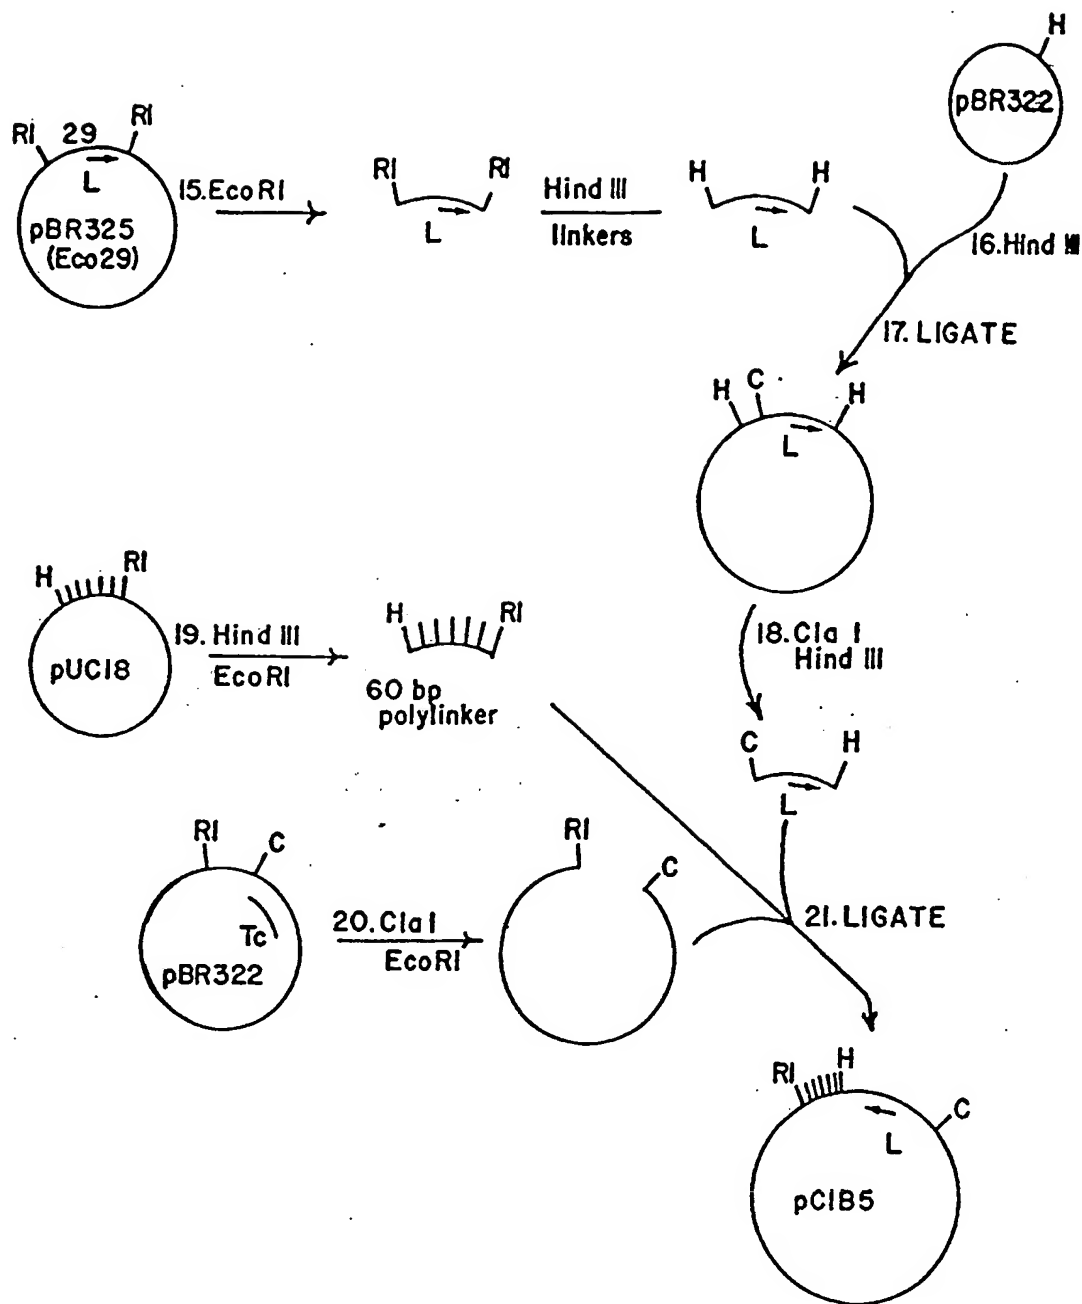 RI 29 RI
L
pBR325
(Eco29)
15.EcoRI
RI RI
L
Hind III
linkers
H H
L
H
pBR322
16.Hind III
17.LIGATE
H C H
L
18.Cla I
Hind III
C H
L
H RI
pUC18
19.Hind III
EcoRI
H RI
60 bp
polylinker
RI C
Tc
pBR322
20.Cla I
EcoRI
RI
C
21.LIGATE
RI H
C
L
pCIB5